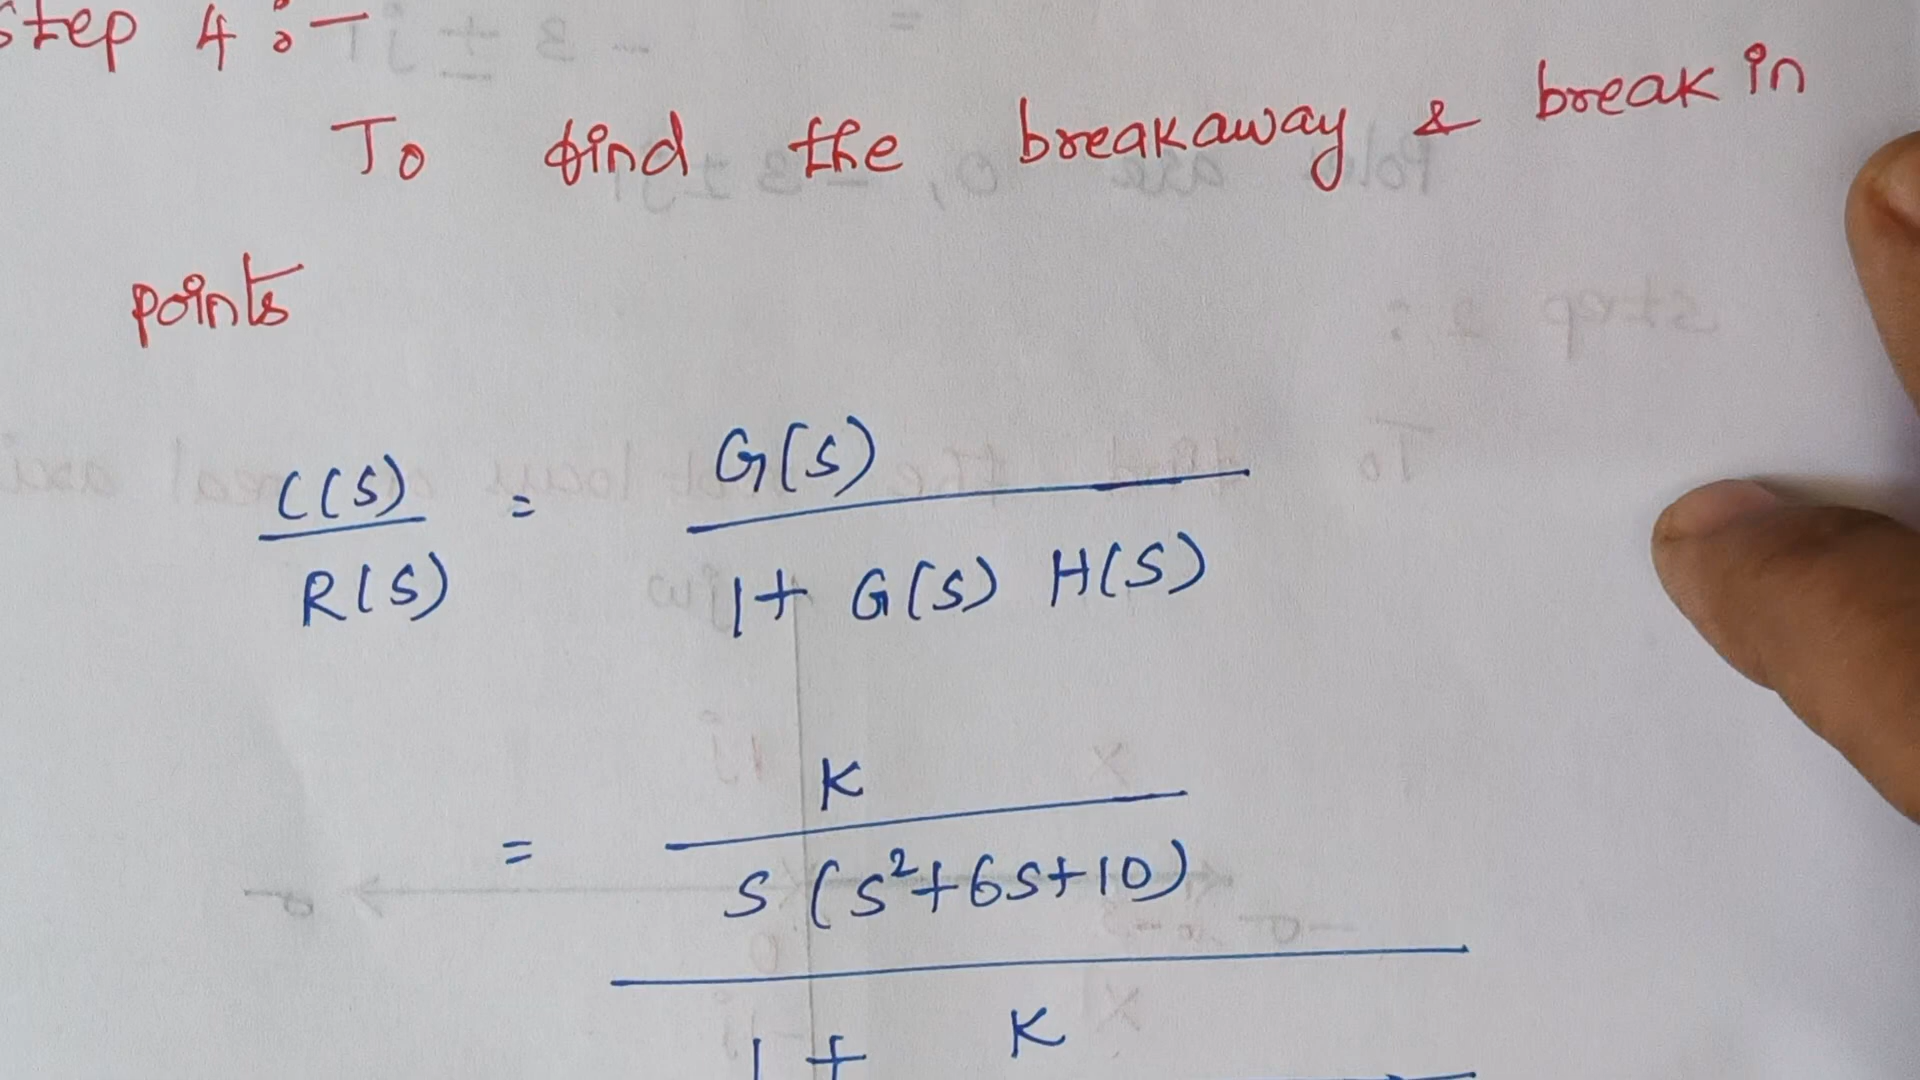 Step 4 :-
To find the breakaway & break in
points
C(S)/R(S) = G(S)/(1+ G(S) H(S))
= K/(S (S²+6S+10))
1 + K